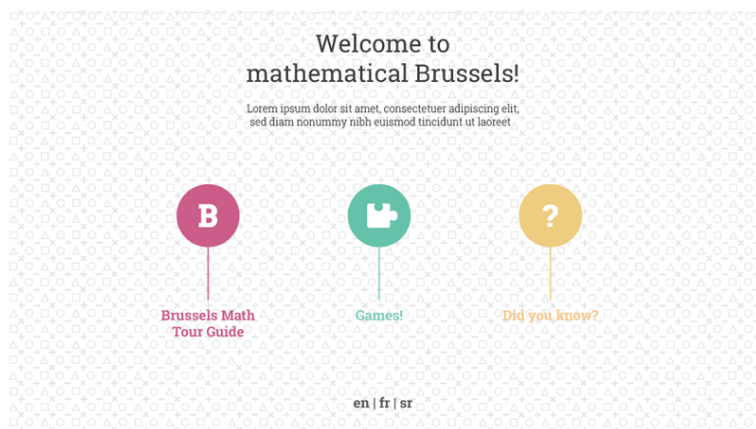 Welcome to
mathematical Brussels!
Lorem ipsum dolor sit amet, consectetuer adipiscing elit,
sed diam nonummy nibh euismod tincidunt ut laoreet
B
?
Brussels Math
Tour Guide
Games!
Did you know?
en | fr | sr